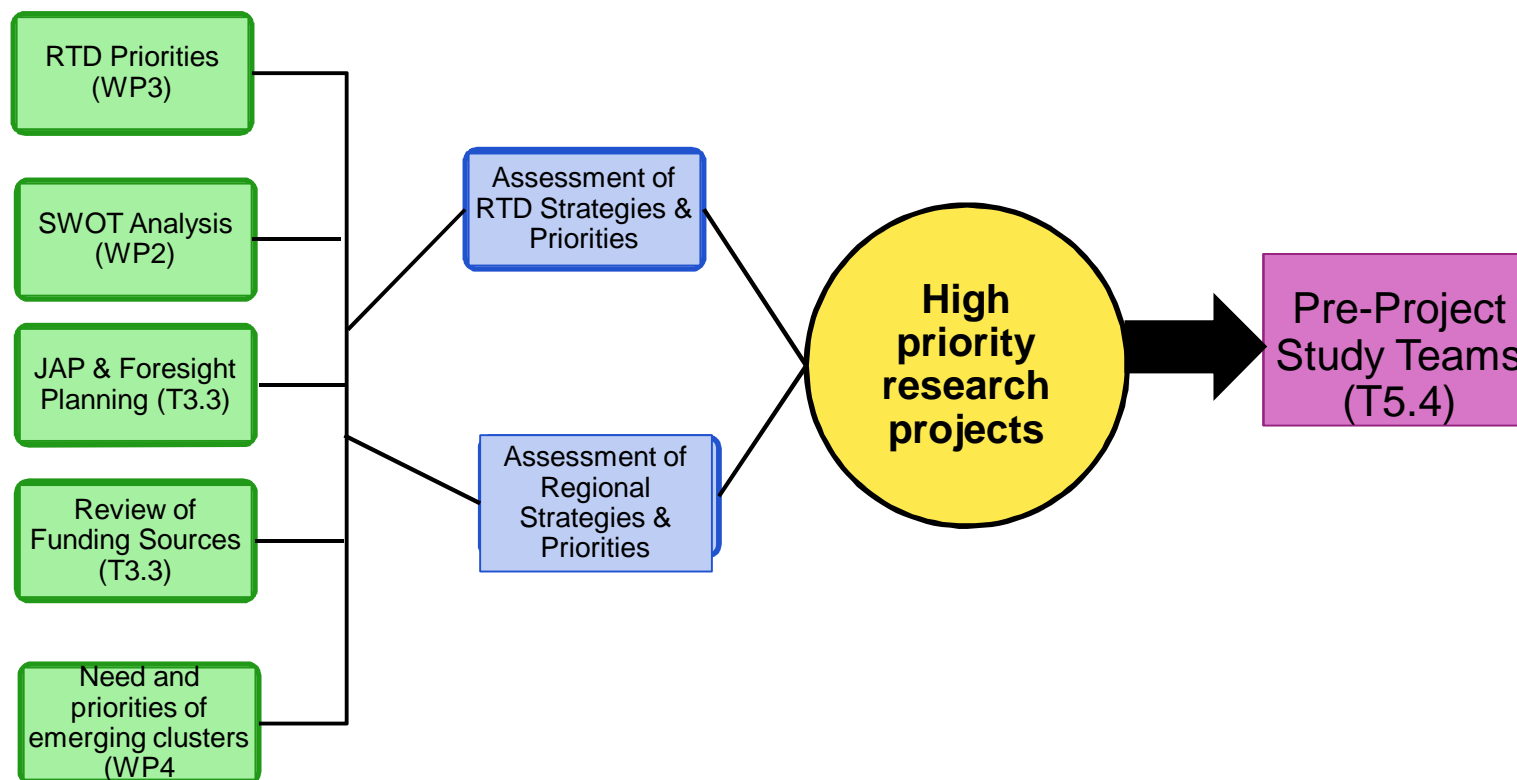 RTD Priorities
(WP3)
SWOT Analysis
(WP2)
JAP & Foresight
Planning (T3.3)
Review of
Funding Sources
(T3.3)
Need and
priorities of
emerging clusters
(WP4
Assessment of
RTD Strategies &
Priorities
Assessment of
Regional
Strategies &
Priorities
High
priority
research
projects
Pre-Project
Study Teams
(T5.4)